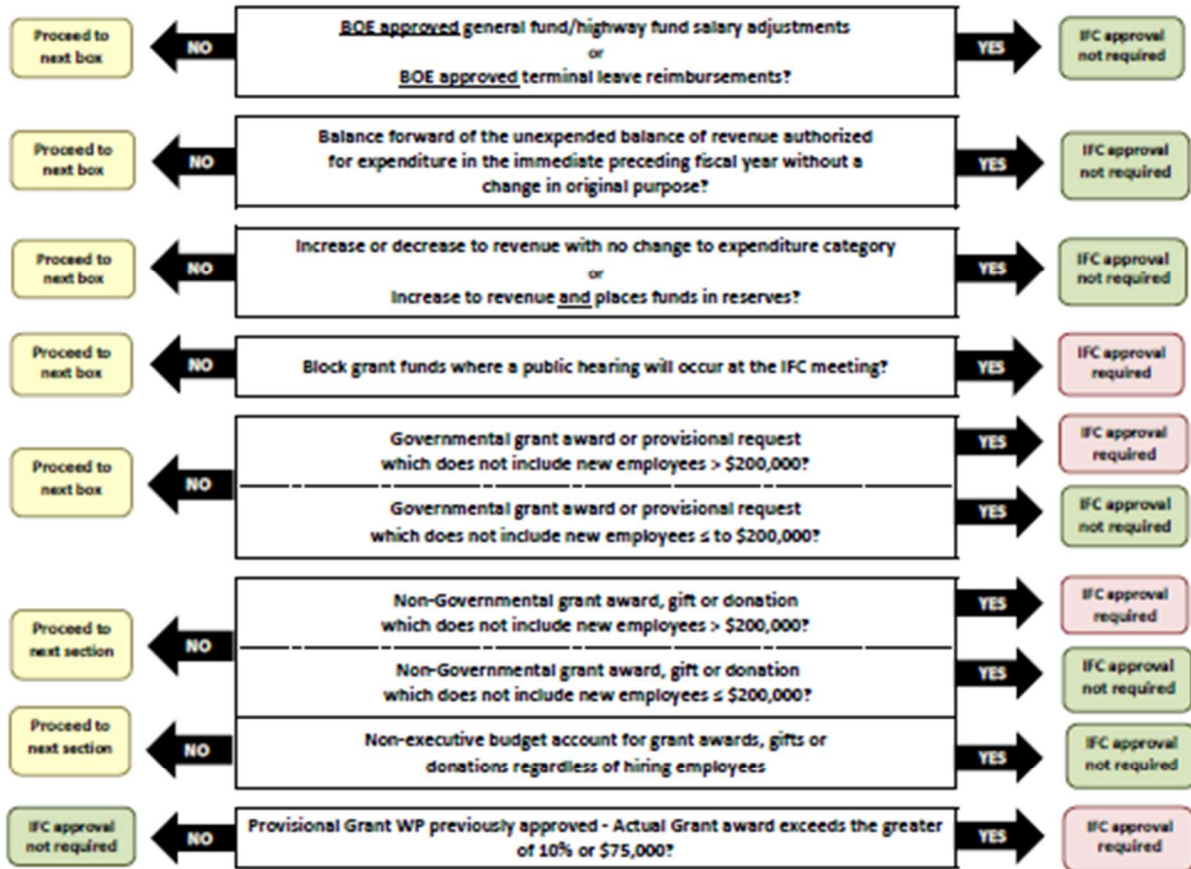 Proceed to
next box
NO
BOE approved general fund/highway fund salary adjustments
or
BOE approved terminal leave reimbursements?
YES
IFC approval
not required
Proceed to
next box
NO
Balance forward of the unexpended balance of revenue authorized
for expenditure in the immediate preceding fiscal year without a
change in original purpose?
YES
IFC approval
not required
Proceed to
next box
NO
Increase or decrease to revenue with no change to expenditure category
or
Increase to revenue and places funds in reserves?
YES
IFC approval
not required
Proceed to
next box
NO
Block grant funds where a public hearing will occur at the IFC meeting?
YES
IFC approval
required
Proceed to
next box
NO
Governmental grant award or provisional request
which does not include new employees > $200,000?
YES
IFC approval
required
Governmental grant award or provisional request
which does not include new employees ≤ to $200,000?
YES
IFC approval
not required
Proceed to
next section
NO
Non-Governmental grant award, gift or donation
which does not include new employees > $200,000?
YES
IFC approval
required
Non-Governmental grant award, gift or donation
which does not include new employees ≤ $200,000?
YES
IFC approval
not required
Proceed to
next section
NO
Non-executive budget account for grant awards, gifts or
donations regardless of hiring employees
YES
IFC approval
not required
IFC approval
not required
NO
Provisional Grant WP previously approved - Actual Grant award exceeds the greater
of 10% or $75,000?
YES
IFC approval
required